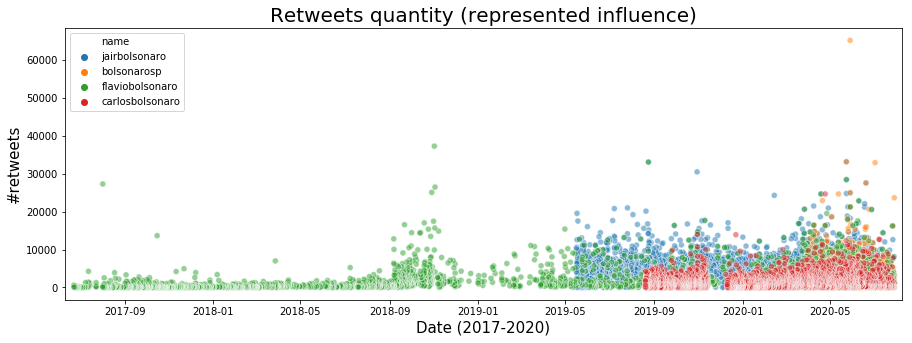 Retweets quantity (represented influence)
name
jairbolsonaro
bolsonarosp
flaviobolsonaro
carlosbolsonaro
#retweets
60000
50000
40000
30000
20000
10000
0
2017-09
2018-01
2018-05
2018-09
2019-01
2019-05
2019-09
2020-01
2020-05
Date (2017-2020)